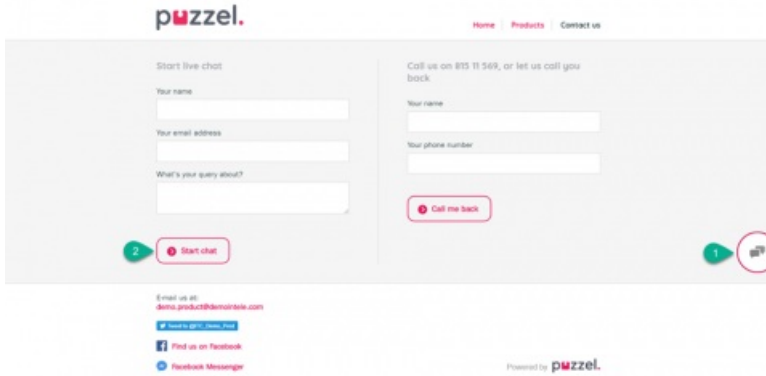 puzzel.
Home Products Contact us
Start live chat
Your name
Your email address
What's your query about?
2
Start chat
Call us on 815 11 569, or let us call you
back
Your name
Your phone number
Call me back
1
E-mail us at:
demo.product@demointele.com
Find us on Facebook
Facebook Messenger
Powered by puzzel.